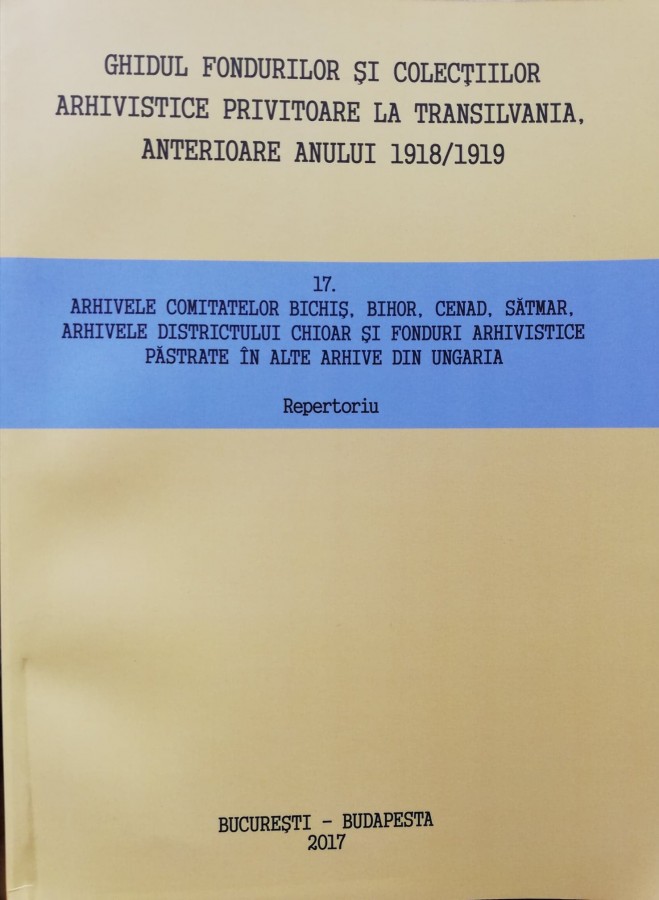 GHIDUL FONDURILOR ŞI COLECŢIILOR
ARHIVISTICE PRIVITOARE LA TRANSILVANIA,
ANTERIOARE ANULUI 1918/1919
17.
ARHIVELE COMITATELOR BICHIŞ, BIHOR, CENAD, SĂTMAR,
ARHIVELE DISTRICTULUI CHIOAR ŞI FONDURI ARHIVISTICE
PĂSTRATE ÎN ALTE ARHIVE DIN UNGARIA
Repertoriu
BUCUREŞTI – BUDAPESTA
2017